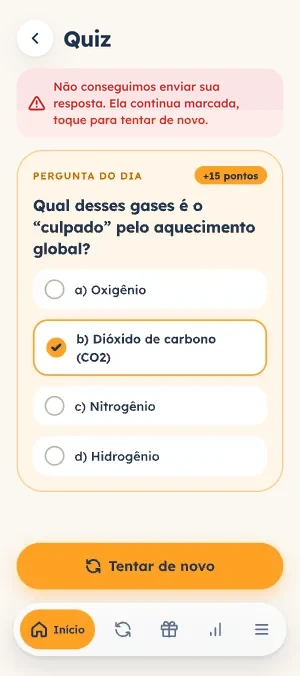 Quiz
Não conseguimos enviar sua
resposta. Ela continua marcada,
toque para tentar de novo.
PERGUNTA DO DIA
+15 pontos
Qual desses gases é o
“culpado” pelo aquecimento
global?
a) Oxigênio
b) Dióxido de carbono
(CO2)
c) Nitrogênio
d) Hidrogênio
Tentar de novo
Início